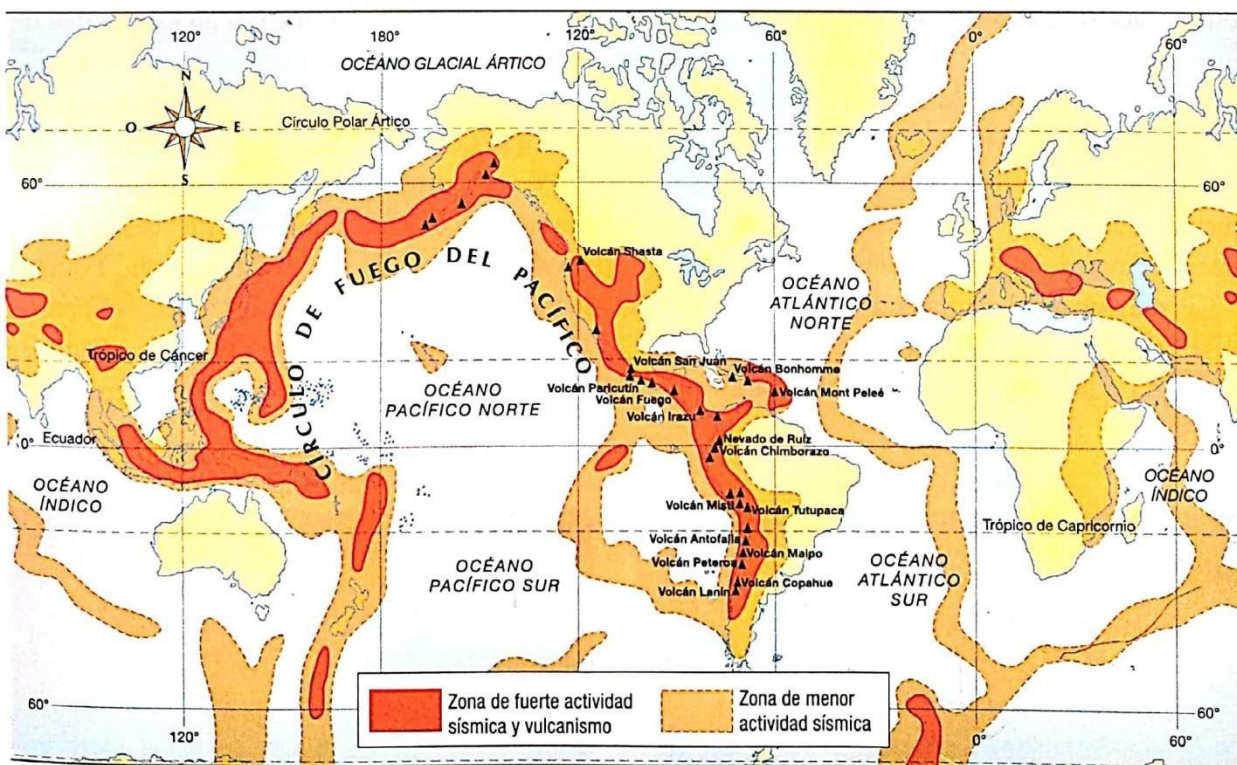 120°
180°
120°
60°
0°
60°
OCÉANO GLACIAL ÁRTICO
N
O
E
S
Círculo Polar Ártico
60°
60°
Volcán Shasta
CÍRCULO DE FUEGO DEL PACÍFICO
OCÉANO
ATLÁNTICO
NORTE
Trópico de Cáncer
Volcán San Juan
Volcán Bonhomme
Volcán Paricutín
Volcán Mont Peleé
Volcán Fuego
OCÉANO
PACÍFICO NORTE
Volcán Irazu
Ecuador
0°
Nevado de Ruíz
0°
Volcán Chimborazo
OCÉANO
ÍNDICO
OCÉANO
ÍNDICO
Volcán Misti
Volcán Tutupaca
Trópico de Capricornio
Volcán Antofalla
Volcán Maipo
OCÉANO
PACÍFICO SUR
Volcán Peteroa
OCÉANO
ATLÁNTICO
SUR
Volcán Copahue
Volcán Lanín
60°
Zona de fuerte actividad
sísmica y vulcanismo
Zona de menor
actividad sísmica
60°
120°
0°
60°